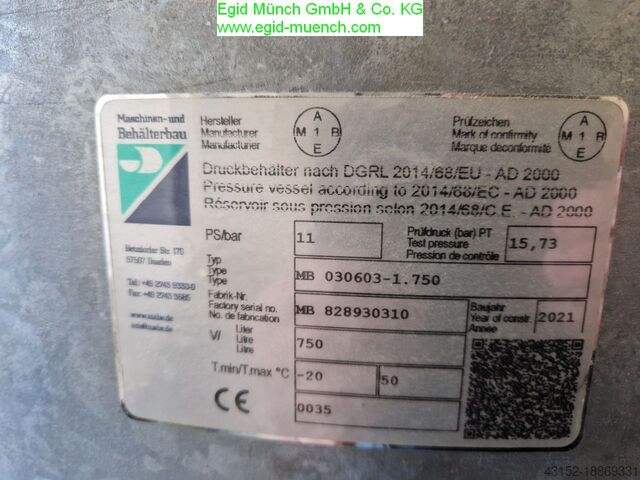 Egid Münch GmbH & Co. KG
www.egid-muench.com
Maschinen-und
Behälterbau
Hersteller
Manufacturer
Manufacturier
A
M 1 B
E
Prüfzeichen
Mark of confirmity
Marque deconformité
A
M 1 B
E
Druckbehälter nach DGRL 2014/68/EU - AD 2000
Pressure vessel according to 2014/68/EC - AD 2000
Réservoir sous pression selon 2014/68/C.E. - AD 2000
PS/bar
11
Prüfdruck (bar) PT
Test pressure
Pression de contrôle
15,73
Typ
Type
Type
MB 030603-1.750
Fabrik-Nr.
Factory serial no.
No. de fabrication
MB 828930310
Baujahr
Year of constr.
Année
2021
V/
Liter
Litre
Litre
750
T.min/T.max °C
-20
50
CE
0035
43152-18869331